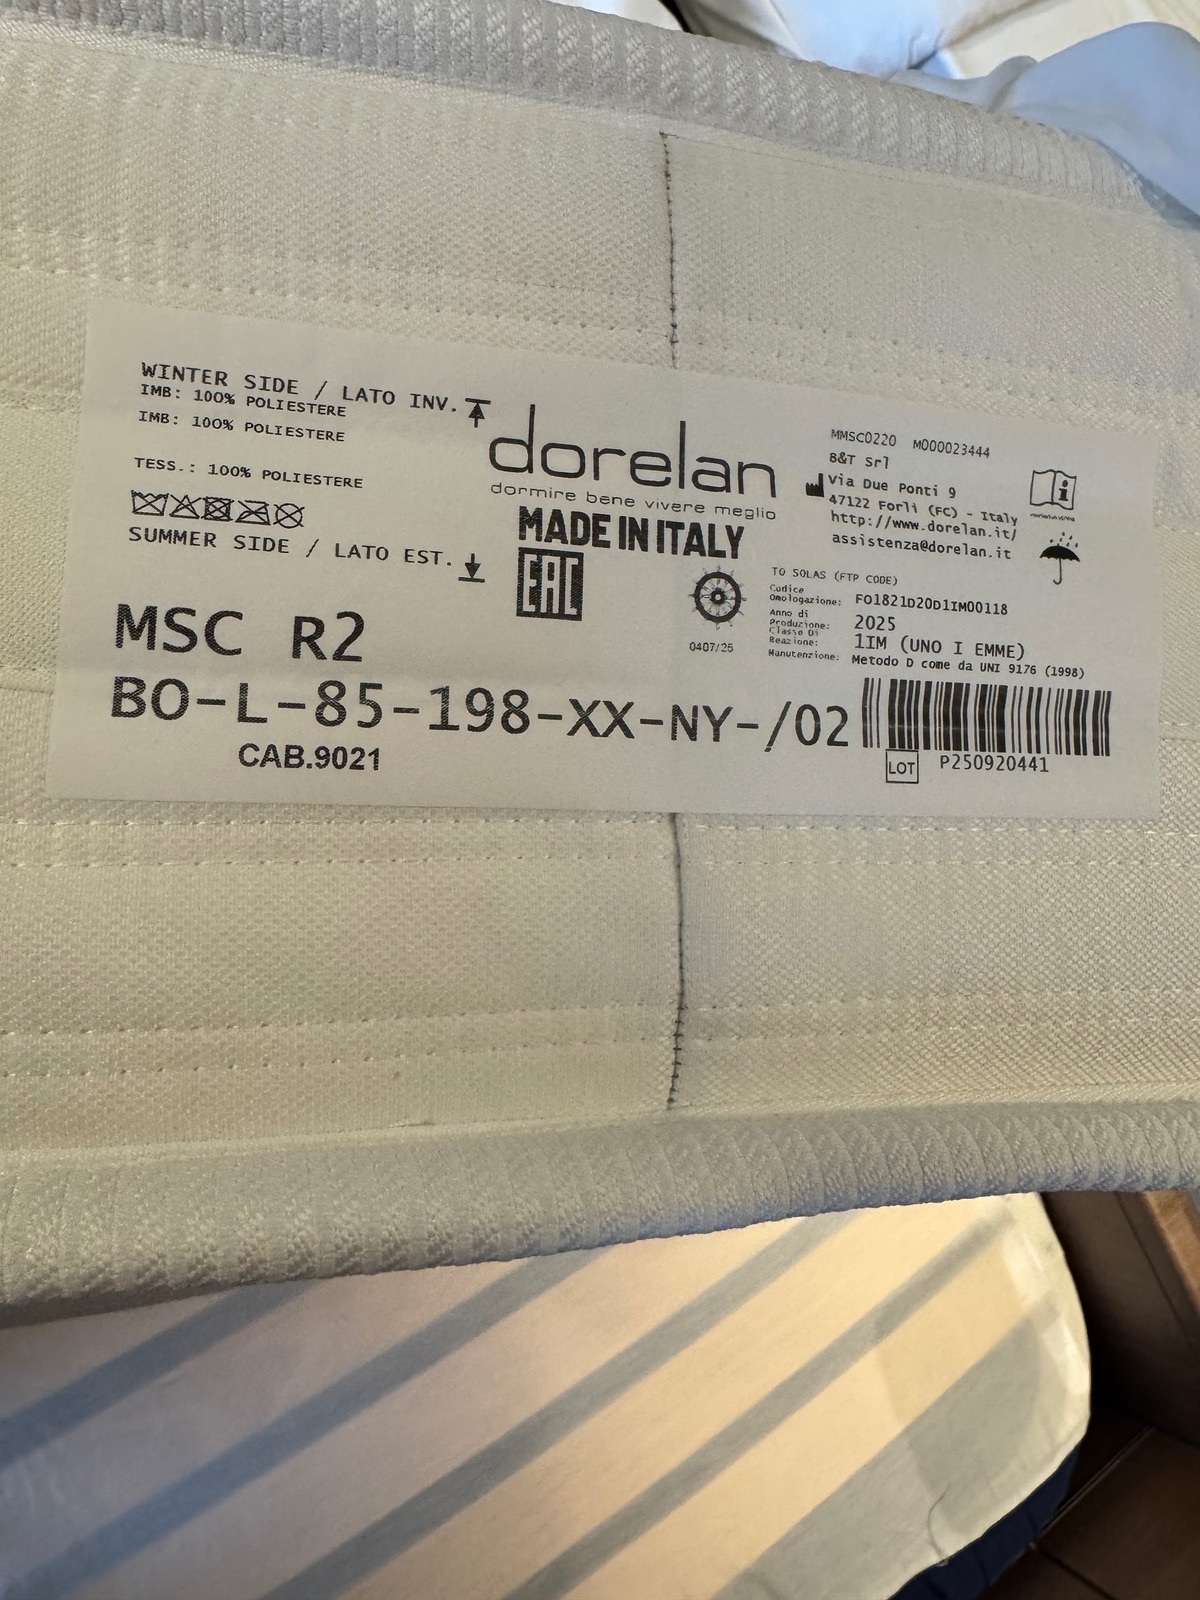 WINTER SIDE / LATO INV.
IMB: 100% POLIESTERE
IMB: 100% POLIESTERE
TESS.: 100% POLIESTERE
SUMMER SIDE / LATO EST.
dorelan
dormire bene vivere meglio
MADE IN ITALY
EAC
0407/25
MMSC0220 M000023444
B&T Srl
Via Due Ponti 9
47122 Forlì (FC) - Italy
http://www.dorelan.it/
assistenza@dorelan.it
TO SOLAS (FTP CODE)
Codice
Omologazione: FO1821D20D1IM00118
Anno di
Produzione: 2025
Classe Di
Reazione: 1IM (UNO I EMME)
Manutenzione: Metodo D come da UNI 9176 (1998)
MSC R2
BO-L-85-198-XX-NY-/02
CAB.9021
LOT P250920441